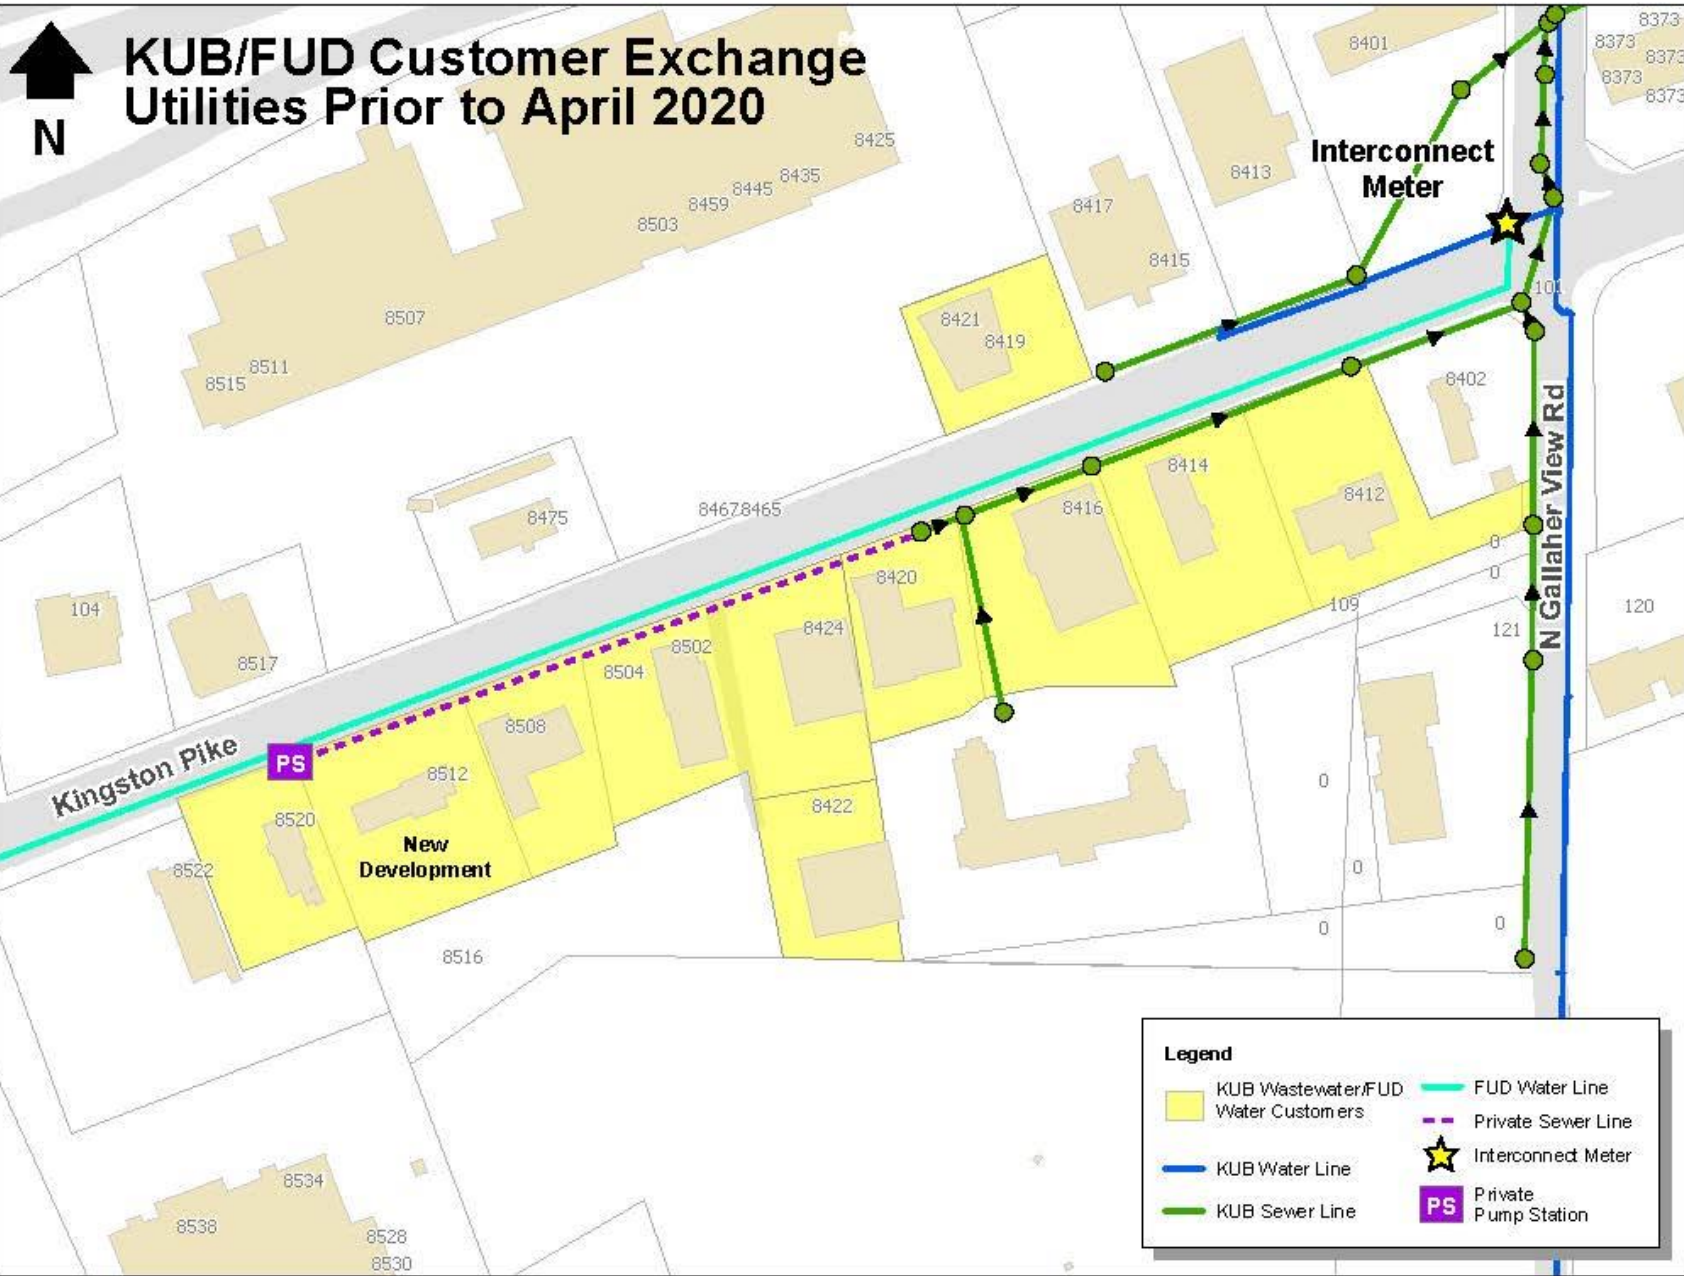 KUB/FUD Customer Exchange
Utilities Prior to April 2020
N
8373
8401
8373
8373
8373
8373
8425
Interconnect
Meter
8413
8435
8445
8459
8503
8417
8415
101
8507
8421
8419
8511
8515
8402
N Gallaher View Rd
8414
8412
8416
84678465
8475
0
0
8420
109
120
104
8424
121
8502
8517
8504
8508
Kingston Pike
PS
8512
0
8422
8520
New
Development
8522
0
0
0
8516
8534
8538
8528
8530
Legend
KUB Wastewater/FUD
Water Customers
KUB Water Line
KUB Sewer Line
FUD Water Line
Private Sewer Line
Interconnect Meter
PS
Private
Pump Station